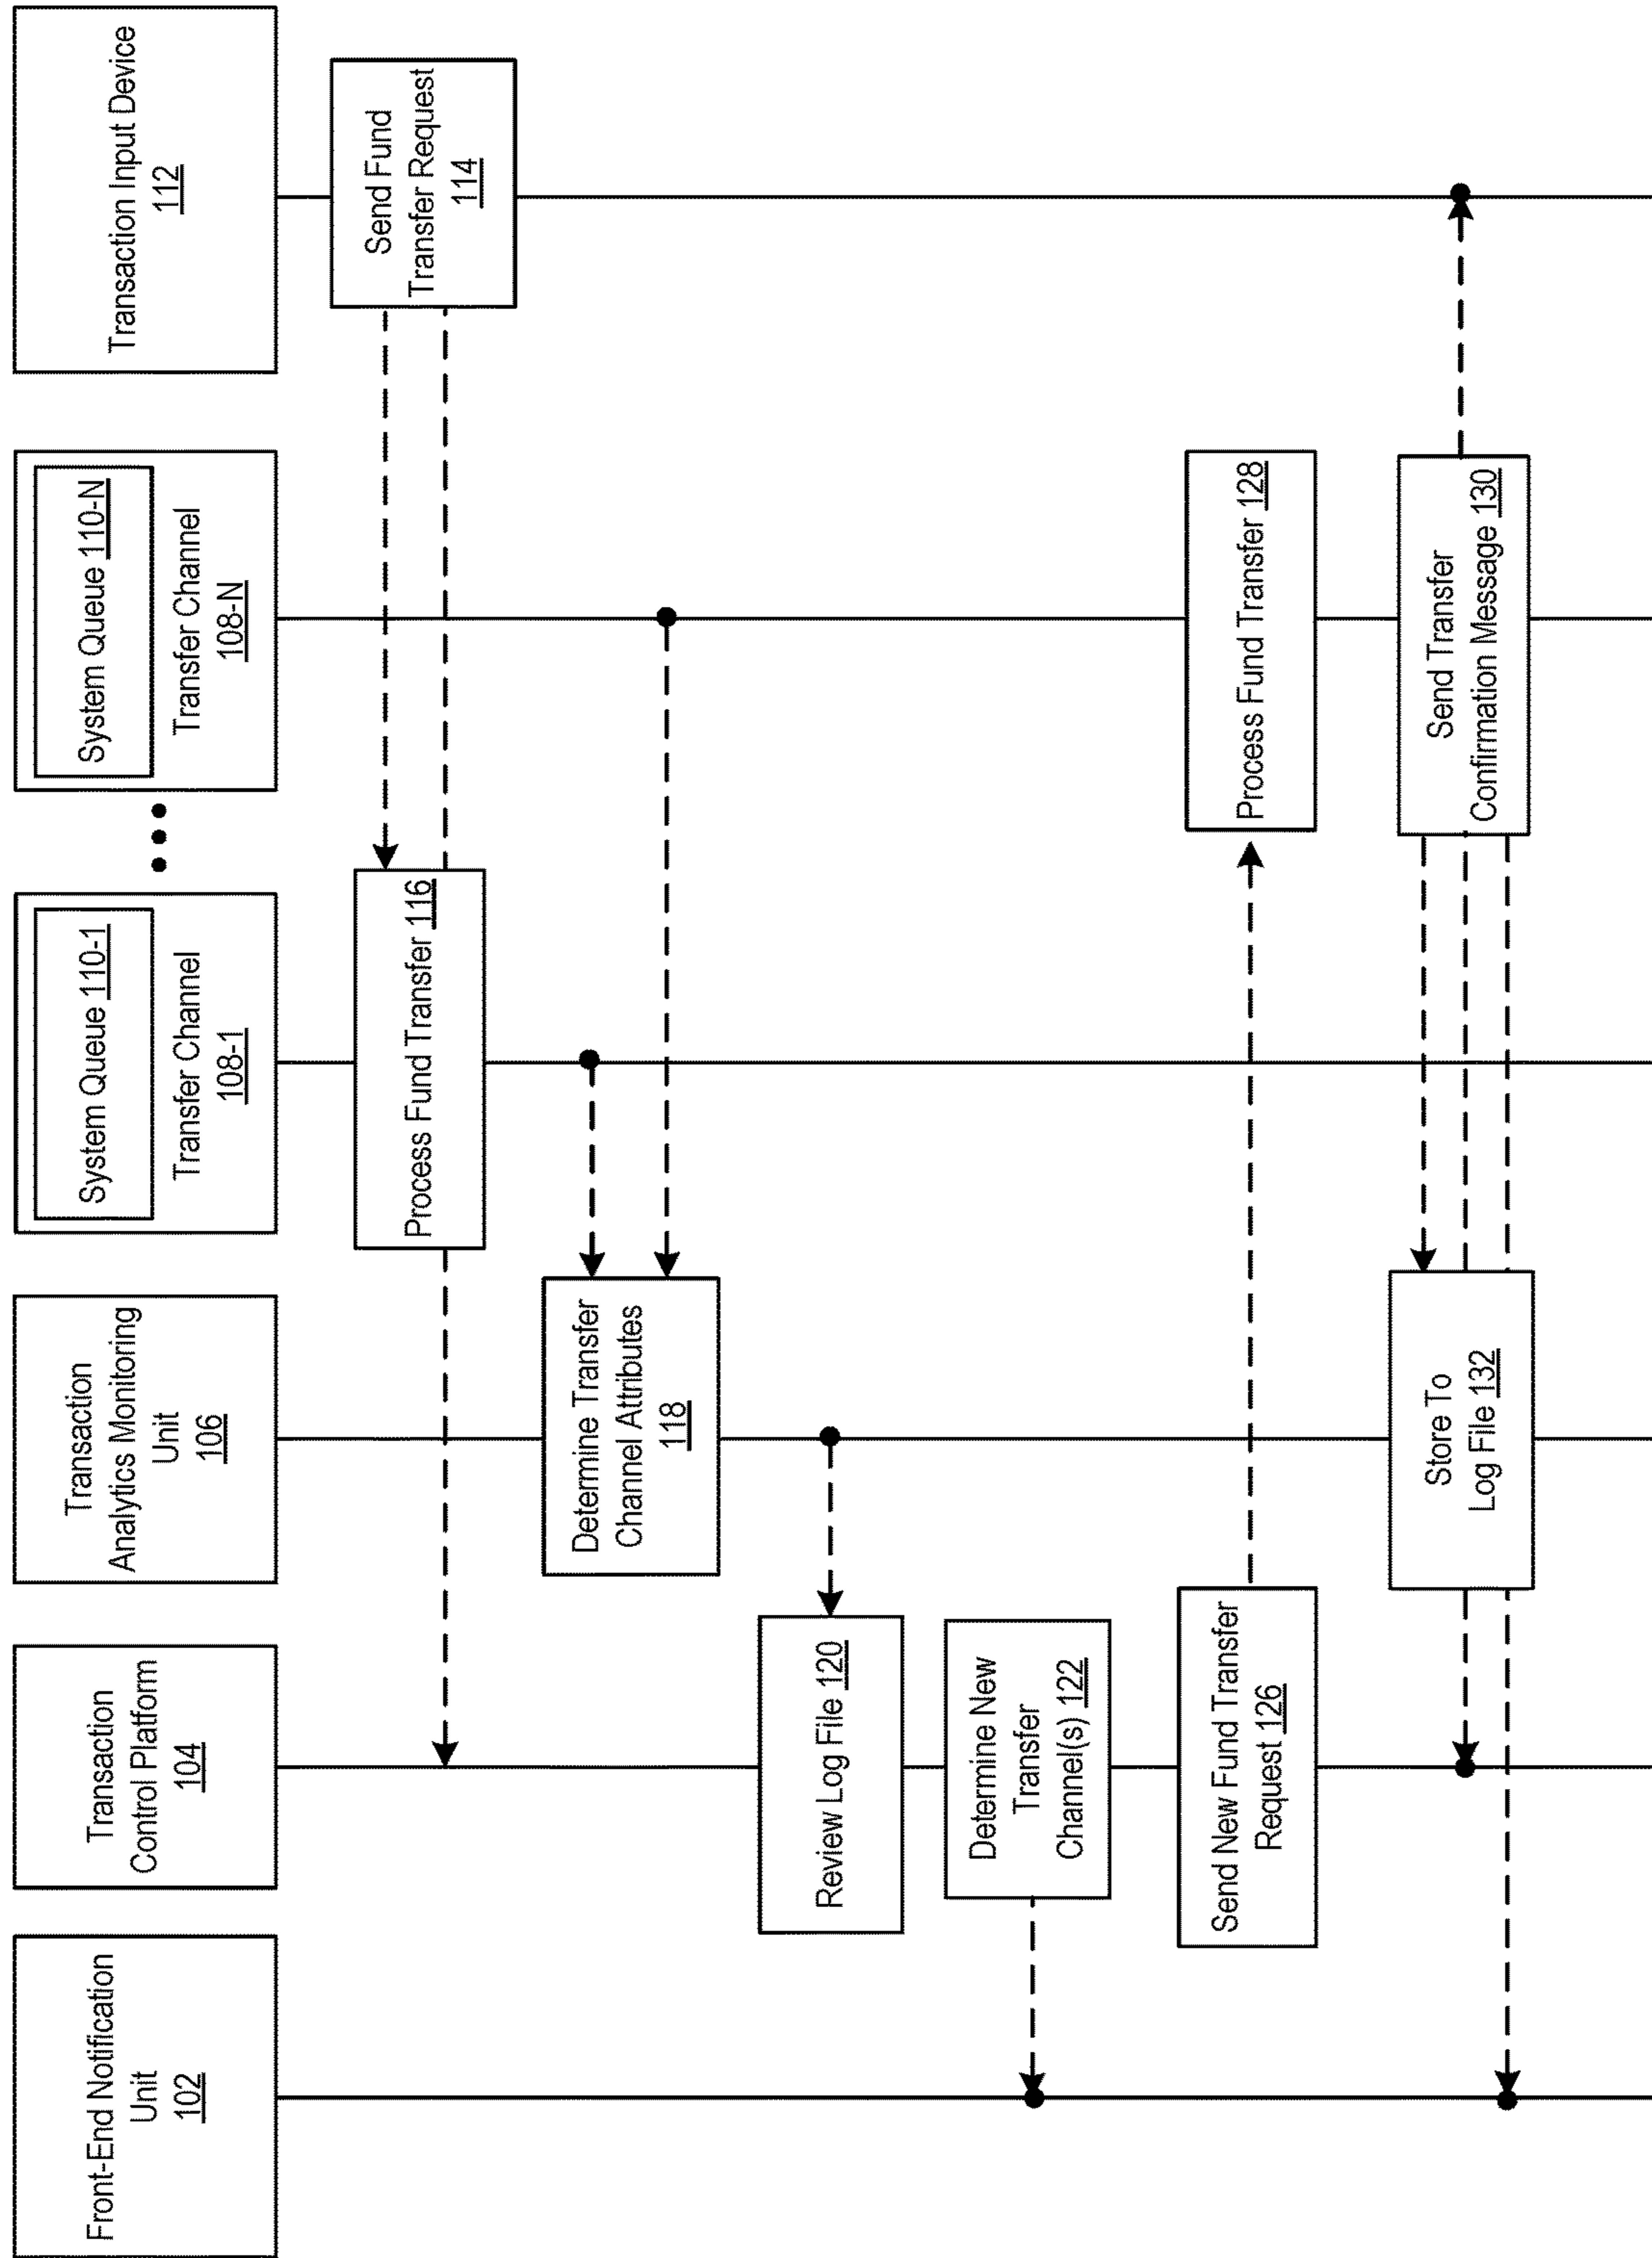 Front-End Notification
Unit
102
Transaction
Control Platform
104
Transaction
Analytics Monitoring
Unit
106
System Queue 110-1
Transfer Channel
108-1
System Queue 110-N
Transfer Channel
108-N
Transaction Input Device
112
Send Fund
Transfer Request
114
Process Fund Transfer 116
Determine Transfer
Channel Attributes
118
Review Log File 120
Determine New
Transfer
Channel(s) 122
Send New Fund Transfer
Request 126
Process Fund Transfer 128
Send Transfer
Confirmation Message 130
Store To
Log File 132